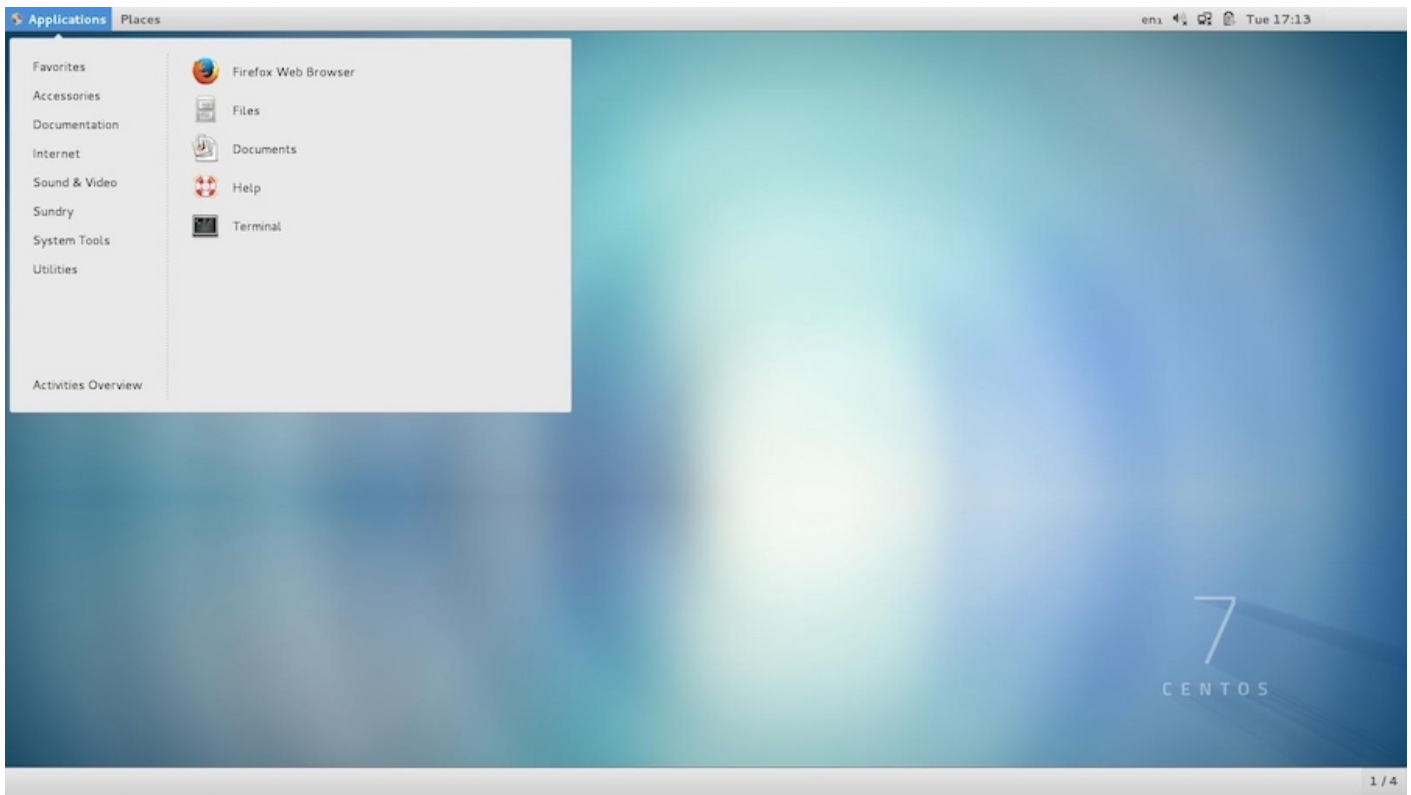 Applications Places
en1 Tue 17:13
Favorites
Accessories
Documentation
Internet
Sound & Video
Sundry
System Tools
Utilities
Activities Overview
Firefox Web Browser
Files
Documents
Help
Terminal
7
CENTOS
1 / 4